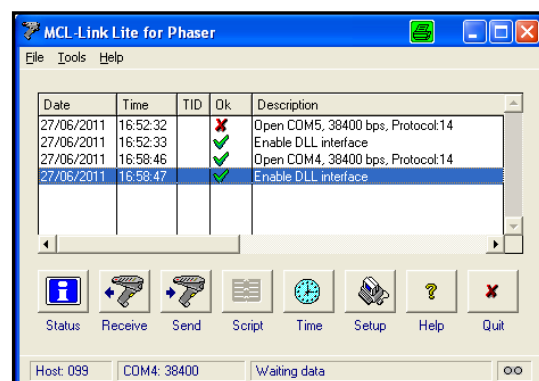 MCL-Link Lite for Phaser
File Tools Help
Date Time TID Ok Description
27/06/2011 16:52:32 Open COM5, 38400 bps, Protocol:14
27/06/2011 16:52:33 Enable DLL interface
27/06/2011 16:58:46 Open COM4, 38400 bps, Protocol:14
27/06/2011 16:58:47 Enable DLL interface
Status Receive Send Script Time Setup Help Quit
Host: 099 COM4: 38400 Waiting data